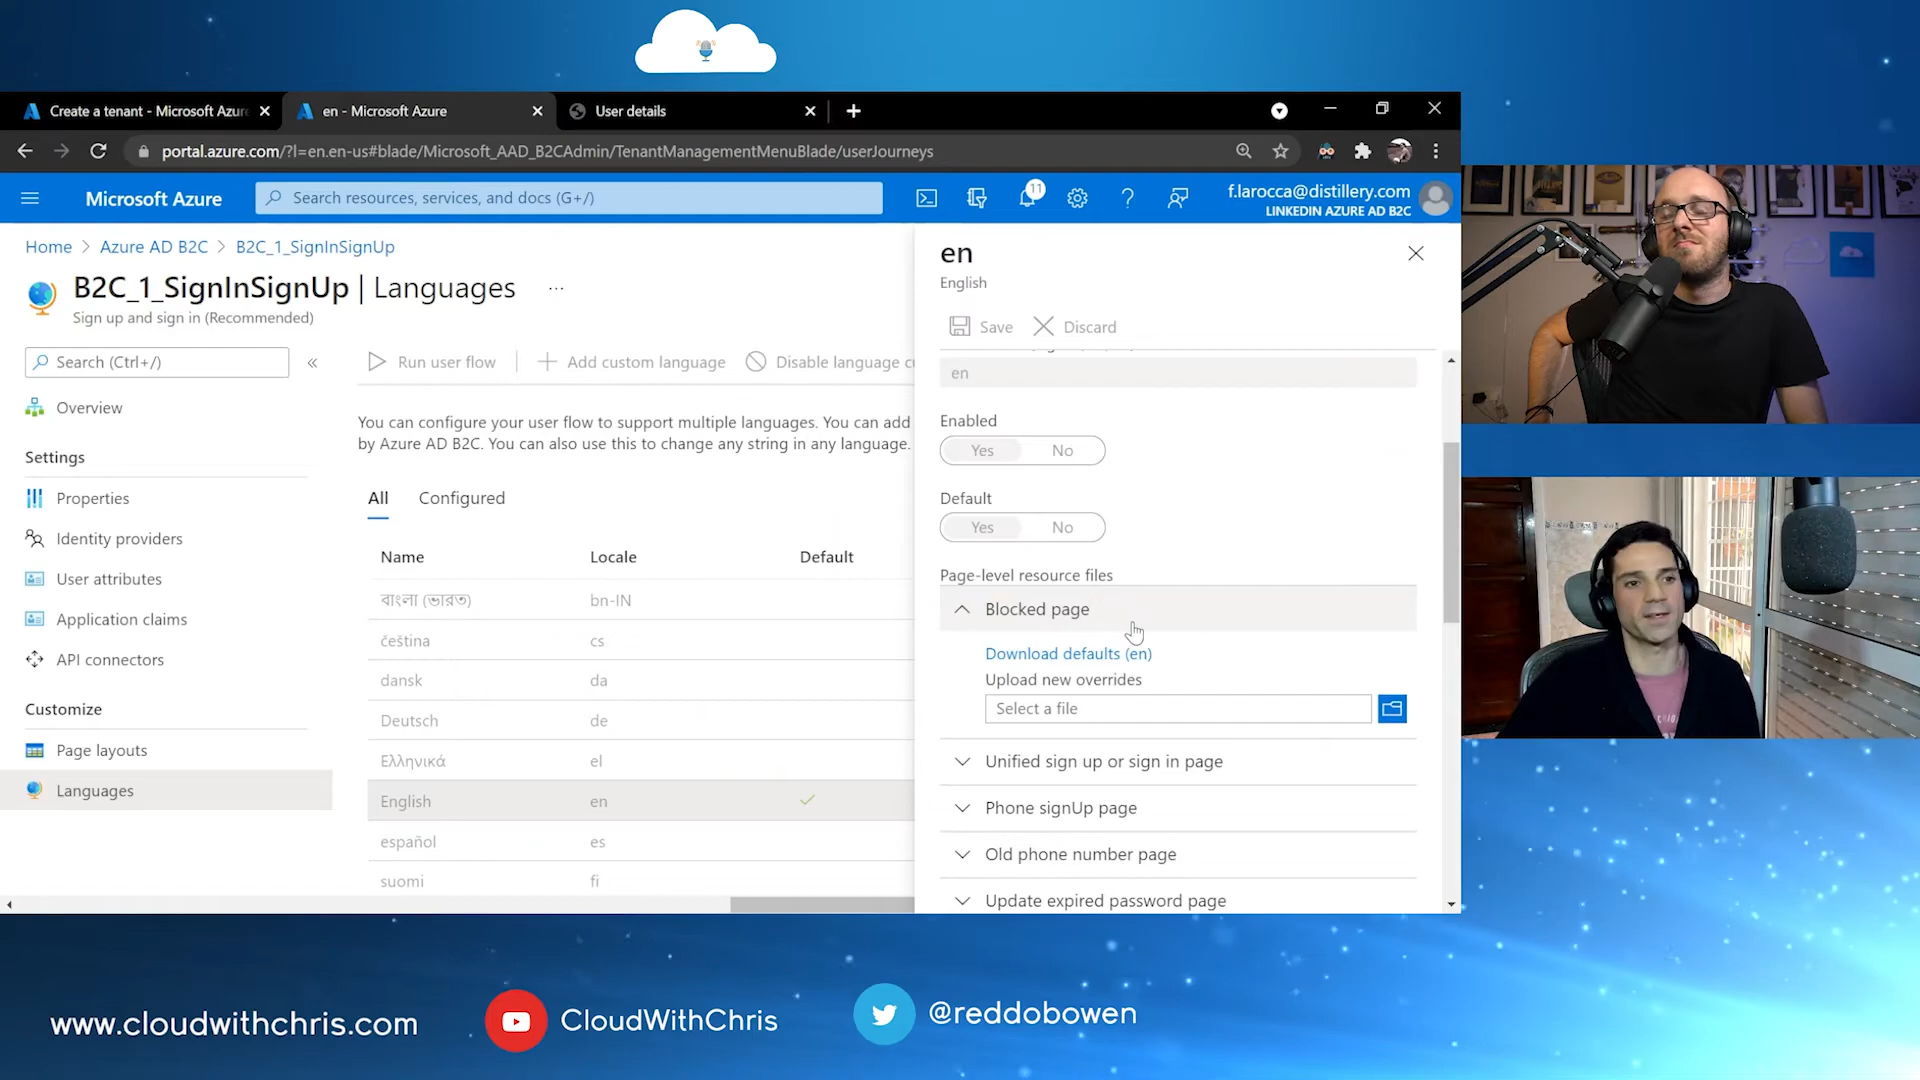 Create a tenant - Microsoft Azure
en - Microsoft Azure
User details
portal.azure.com/?l=en.en-us#blade/Microsoft_AAD_B2CAdmin/TenantManagementMenuBlade/userJourneys
Microsoft Azure
Search resources, services, and docs (G+/)
11
f.larocca@distillery.com
LINKEDIN AZURE AD B2C
Home > Azure AD B2C > B2C_1_SignInSignUp
B2C_1_SignInSignUp | Languages ...
Sign up and sign in (Recommended)
Search (Ctrl+/)
«
Overview
Settings
Properties
Identity providers
User attributes
Application claims
API connectors
Customize
Page layouts
Languages
Run user flow
Add custom language
Disable language c
You can configure your user flow to support multiple languages. You can add
by Azure AD B2C. You can also use this to change any string in any language.
All
Configured
Name Locale Default
বাংলা (ভারত) bn-IN
čeština cs
dansk da
Deutsch de
Ελληνικά el
English en
español es
suomi fi
en
English
Save
Discard
en
Enabled
Yes No
Default
Yes No
Page-level resource files
Blocked page
Download defaults (en)
Upload new overrides
Select a file
Unified sign up or sign in page
Phone signUp page
Old phone number page
Update expired password page
www.cloudwithchris.com
CloudWithChris
@reddobowen